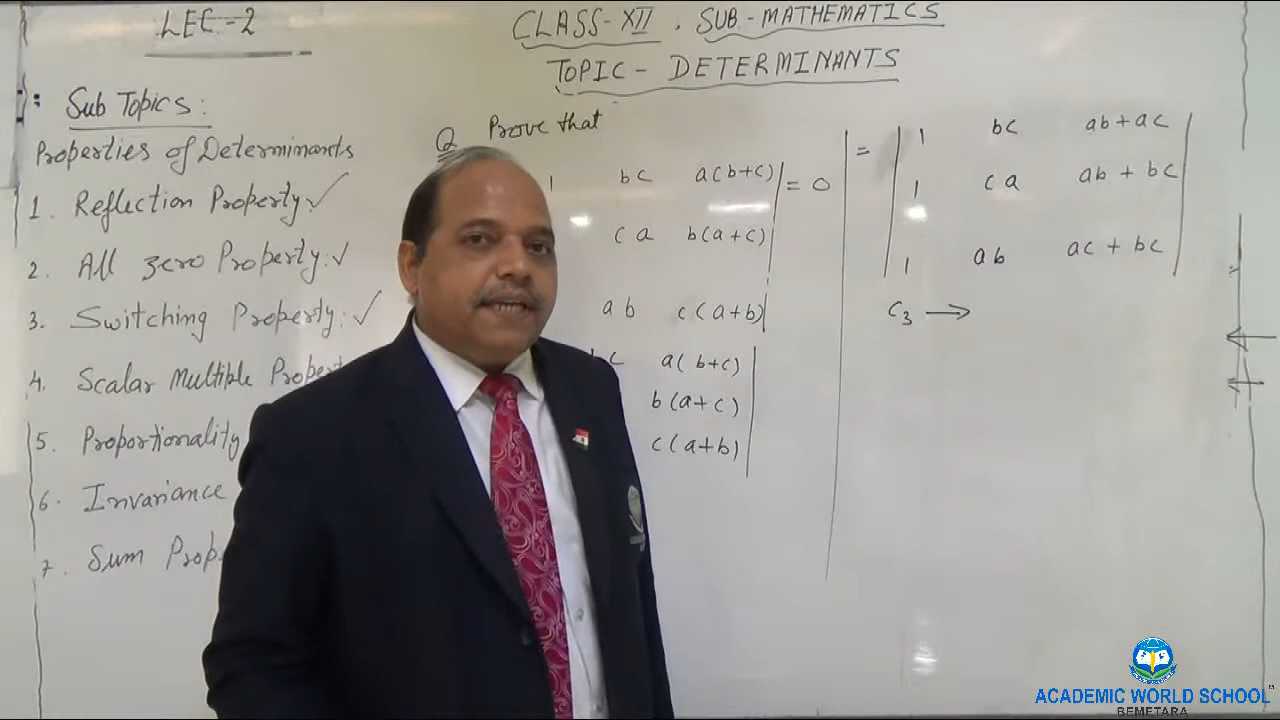 LEC-2
CLASS-XII, SUB-MATHEMATICS
TOPIC- DETERMINANTS
Sub Topics:
Properties of Determinants
1. Reflection Property ✓
2. All zero Property. ✓
3. Switching Property. ✓
4. Scalar Multiple
5. Proportionality
6. Invariance
7. Sum
Q Prove that
1 bc a(b+c) = 0
ca b(a+c)
ab c(a+b)
a(b+c)
b(a+c)
c(a+b)
= 1 bc ab+ac
1 ca ab+bc
1 ab ac+bc
C3 →
ACADEMIC WORLD SCHOOL
BEMETARA